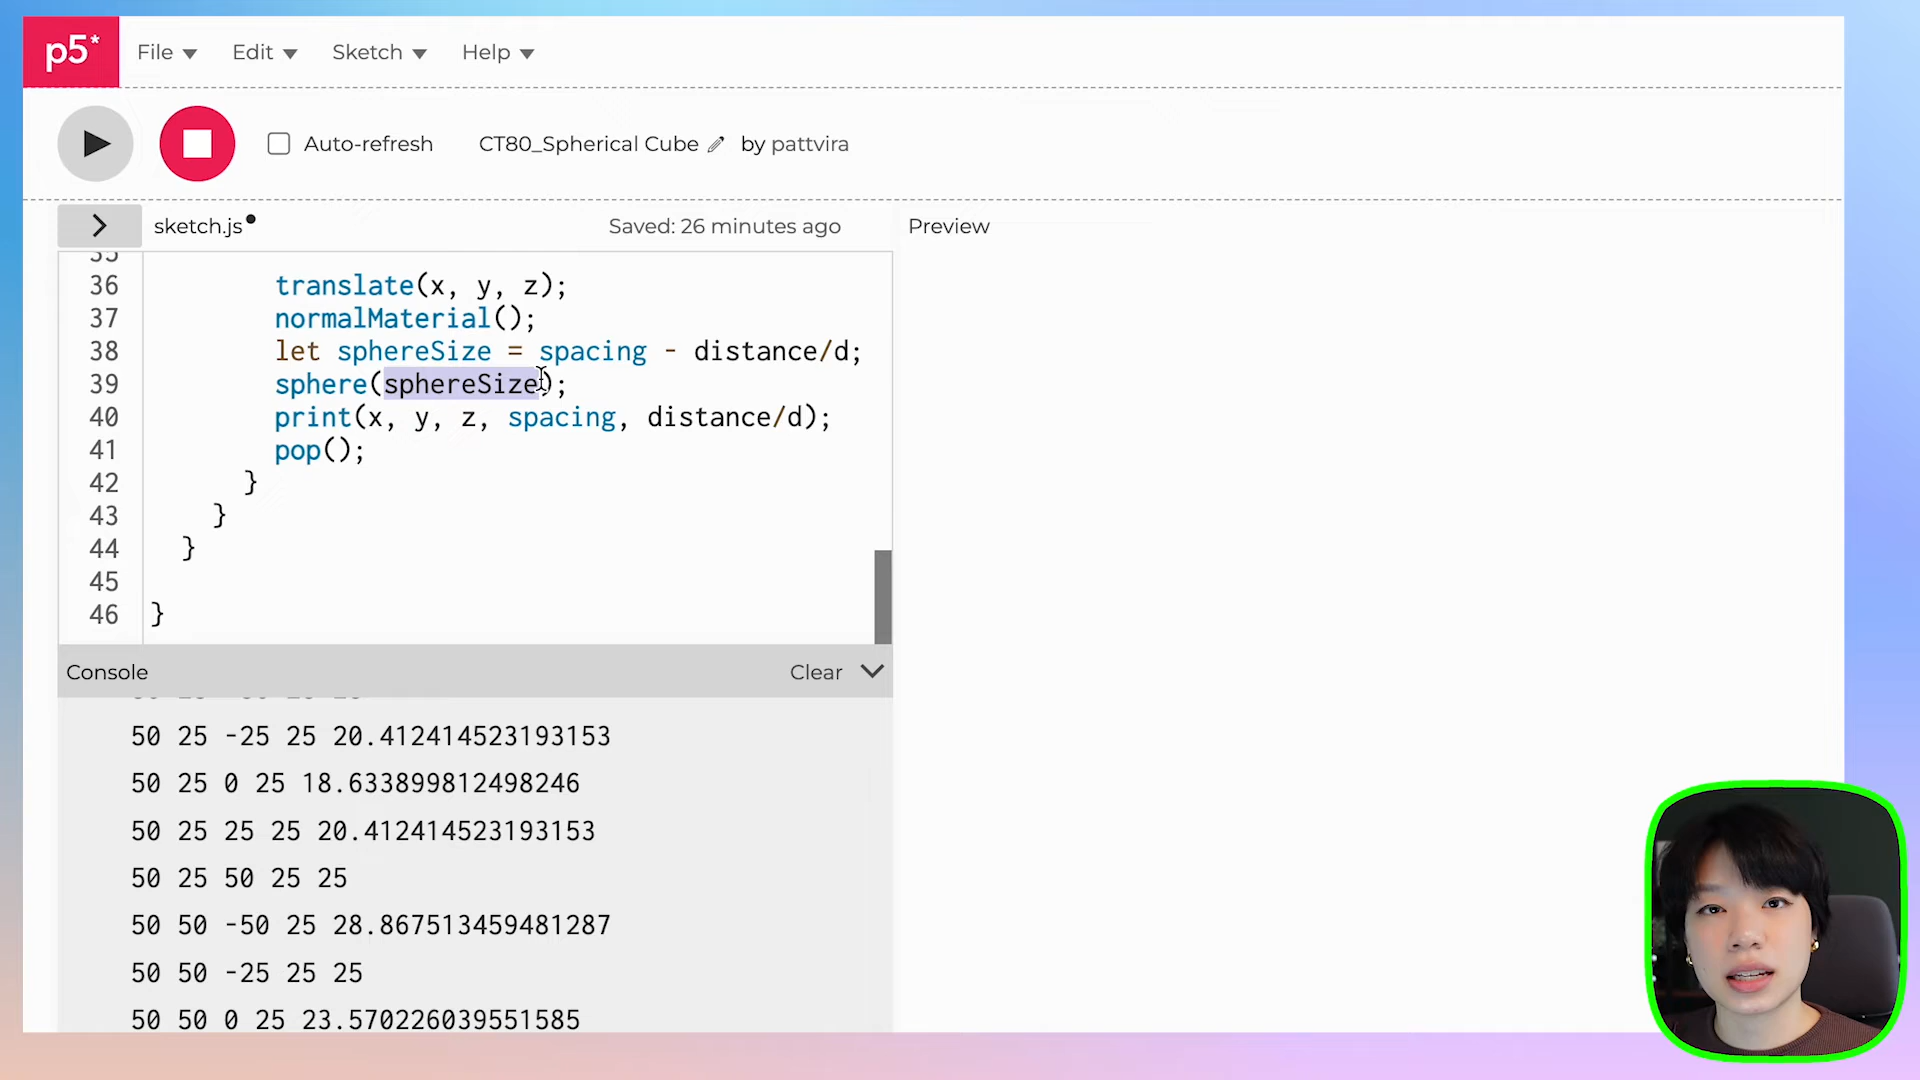 p5*
File Edit Sketch Help
Auto-refresh CT80_Spherical Cube by pattvira
sketch.js Saved: 26 minutes ago Preview
35
36 translate(x, y, z);
37 normalMaterial();
38 let sphereSize = spacing - distance/d;
39 sphere(sphereSize);
40 print(x, y, z, spacing, distance/d);
41 pop();
42 }
43 }
44 }
45
46 }
Console Clear
50 25 -25 25 20.412414523193153
50 25 0 25 18.633899812498246
50 25 25 25 20.412414523193153
50 25 50 25 25
50 50 -50 25 28.867513459481287
50 50 -25 25 25
50 50 0 25 23.570226039551585